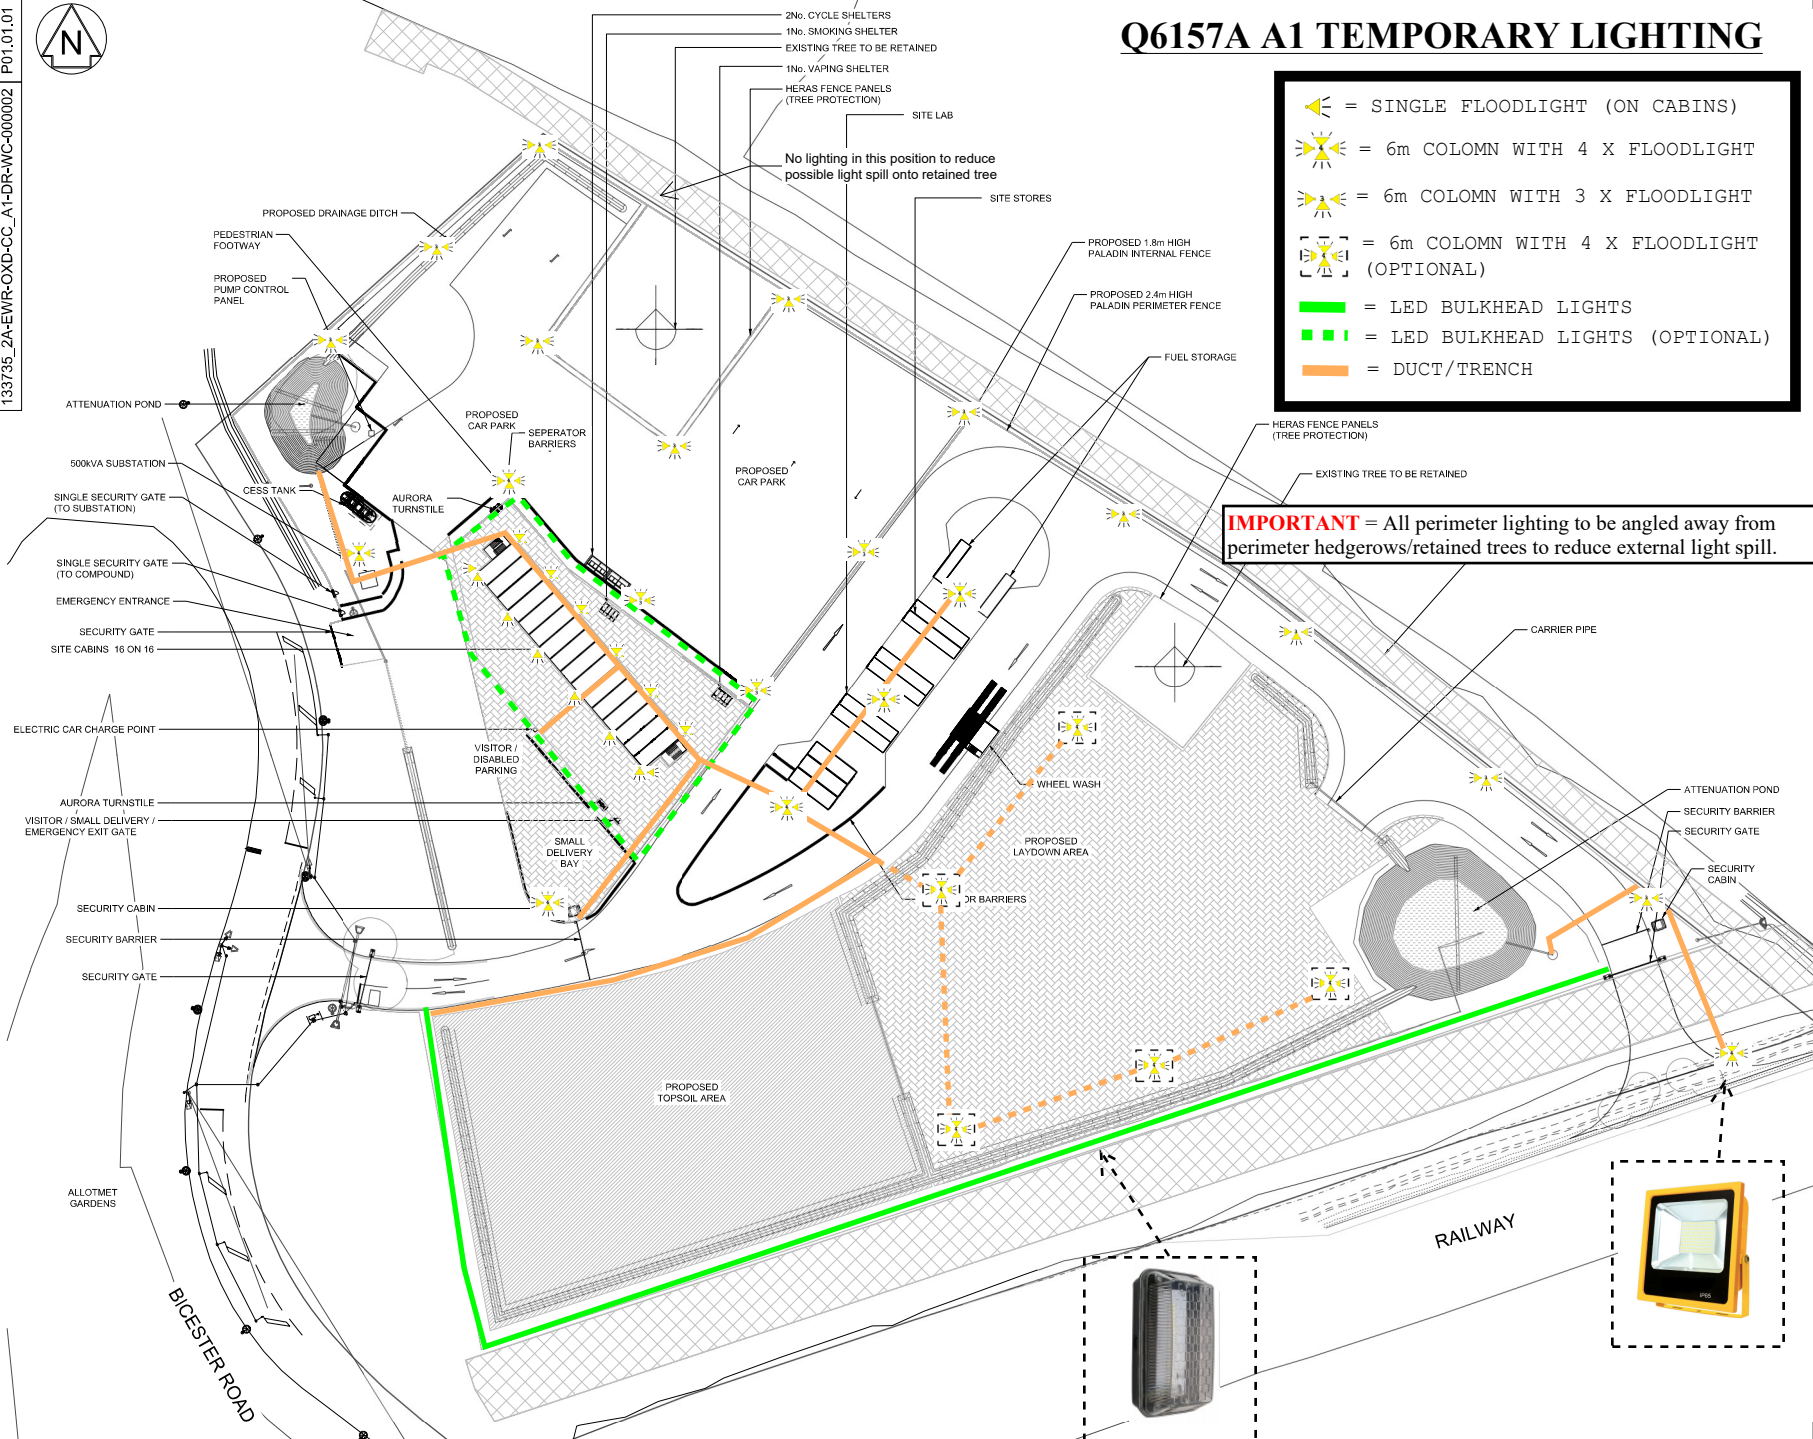 133735_2A-EWR-OXD-CC_A1-DR-WC-000002 P01.01.01
N
Q6157A A1 TEMPORARY LIGHTING
= SINGLE FLOODLIGHT (ON CABINS)
= 6m COLOMN WITH 4 X FLOODLIGHT
= 6m COLOMN WITH 3 X FLOODLIGHT
= 6m COLOMN WITH 4 X FLOODLIGHT
(OPTIONAL)
= LED BULKHEAD LIGHTS
= LED BULKHEAD LIGHTS (OPTIONAL)
= DUCT/TRENCH
2No. CYCLE SHELTERS
1No. SMOKING SHELTER
EXISTING TREE TO BE RETAINED
1No. VAPING SHELTER
HERAS FENCE PANELS
(TREE PROTECTION)
SITE LAB
No lighting in this position to reduce
possible light spill onto retained tree
SITE STORES
PROPOSED DRAINAGE DITCH
PEDESTRIAN
FOOTWAY
PROPOSED
PUMP CONTROL
PANEL
PROPOSED 1.8m HIGH
PALADIN INTERNAL FENCE
PROPOSED 2.4m HIGH
PALADIN PERIMETER FENCE
FUEL STORAGE
ATTENUATION POND
PROPOSED
CAR PARK
SEPERATOR
BARRIERS
HERAS FENCE PANELS
(TREE PROTECTION)
500kVA SUBSTATION
PROPOSED
CAR PARK
EXISTING TREE TO BE RETAINED
CESS TANK
SINGLE SECURITY GATE
(TO SUBSTATION)
AURORA
TURNSTILE
IMPORTANT = All perimeter lighting to be angled away from
perimeter hedgerows/retained trees to reduce external light spill.
SINGLE SECURITY GATE
(TO COMPOUND)
EMERGENCY ENTRANCE
SECURITY GATE
SITE CABINS 16 ON 16
CARRIER PIPE
ELECTRIC CAR CHARGE POINT
VISITOR /
DISABLED
PARKING
WHEEL WASH
ATTENUATION POND
SECURITY BARRIER
SECURITY GATE
AURORA TURNSTILE
VISITOR / SMALL DELIVERY /
EMERGENCY EXIT GATE
SMALL
DELIVERY
BAY
PROPOSED
LAYDOWN AREA
SECURITY
CABIN
OR BARRIERS
SECURITY CABIN
SECURITY BARRIER
SECURITY GATE
PROPOSED
TOPSOIL AREA
ALLOTMET
GARDENS
RAILWAY
BICESTER ROAD
IP65